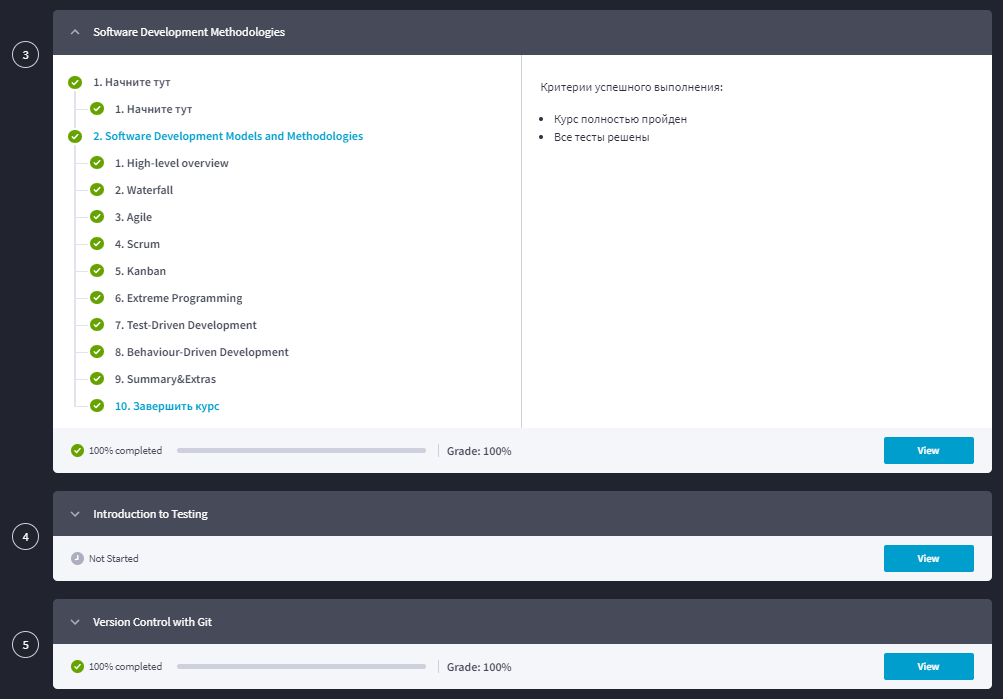 Software Development Methodologies
3
1. Начните тут
1. Начните тут
2. Software Development Models and Methodologies
1. High-level overview
2. Waterfall
3. Agile
4. Scrum
5. Kanban
6. Extreme Programming
7. Test-Driven Development
8. Behaviour-Driven Development
9. Summary&Extras
10. Завершить курс
Критерии успешного выполнения:
Курс полностью пройден
Все тесты решены
100% completed Grade: 100% View
Introduction to Testing
4
Not Started View
Version Control with Git
5
100% completed Grade: 100% View